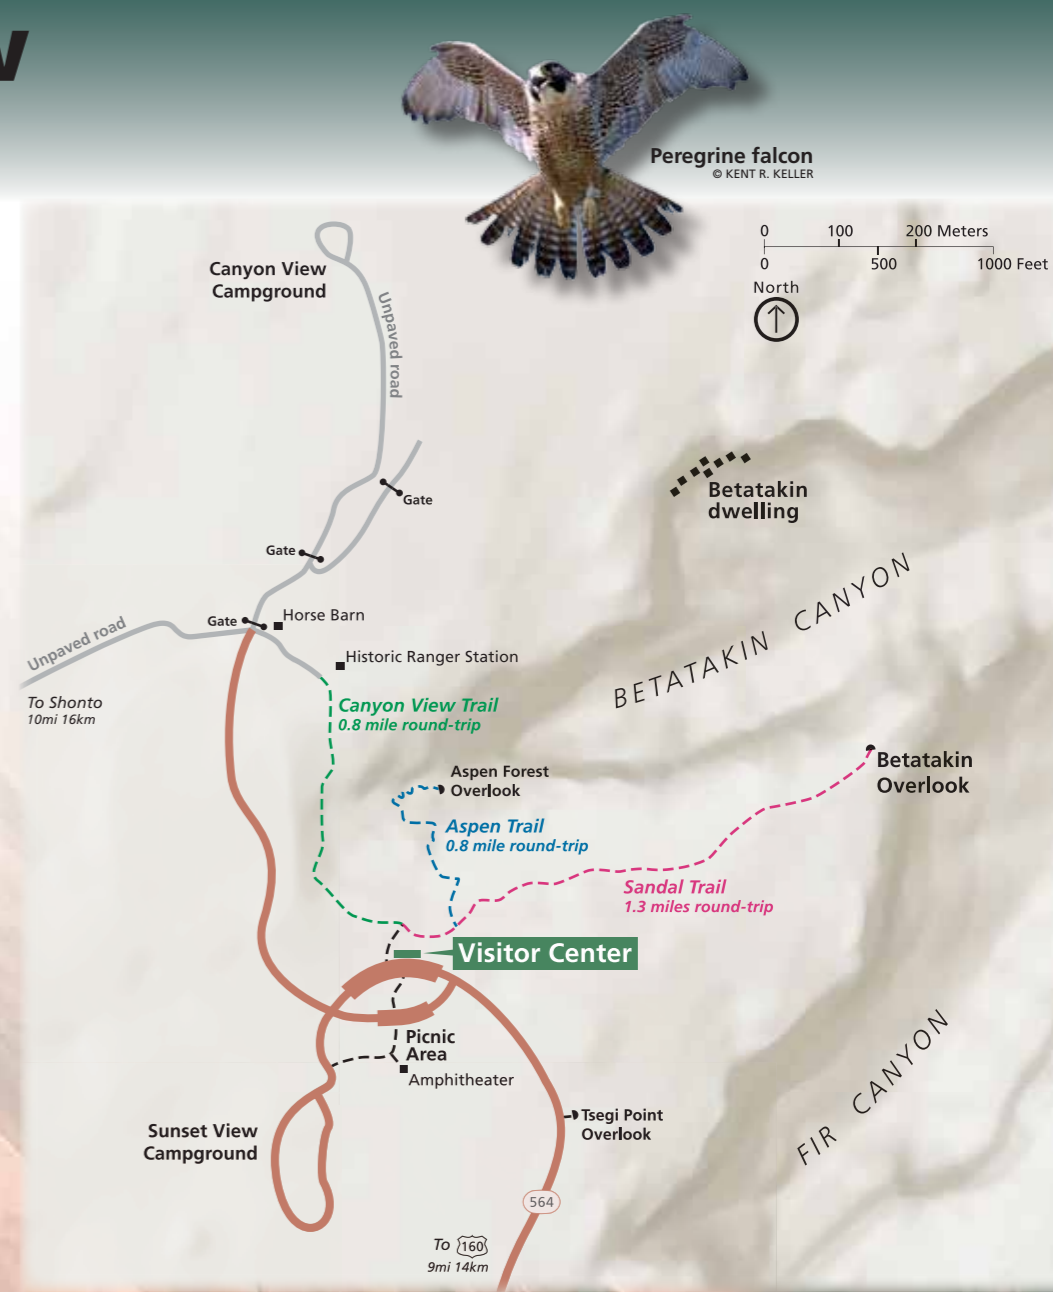 Peregrine falcon
© KENT R. KELLER
0 100 200 Meters
0 500 1000 Feet
North
Canyon View
Campground
Unpaved road
Gate
Gate
Gate
Horse Barn
Unpaved road
To Shonto
10mi 16km
Historic Ranger Station
Canyon View Trail
0.8 mile round-trip
Betatakin
dwelling
BETATAKIN CANYON
Aspen Forest
Overlook
Aspen Trail
0.8 mile round-trip
Betatakin
Overlook
Sandal Trail
1.3 miles round-trip
Visitor Center
Picnic
Area
Amphitheater
Sunset View
Campground
Tsegi Point
Overlook
FIR CANYON
564
To 160
9mi 14km